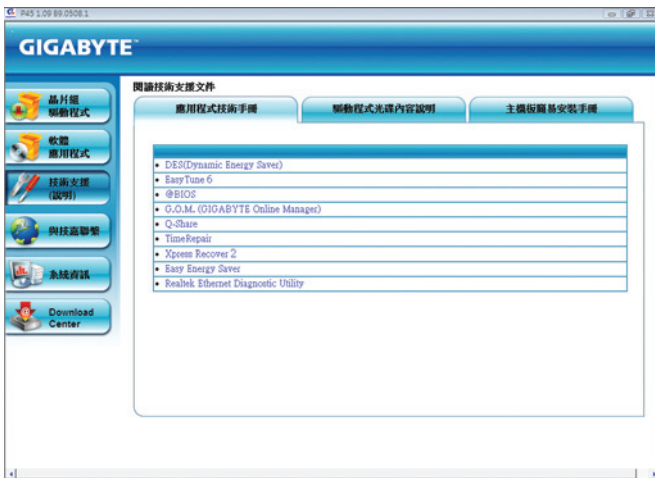 P45 1.09 B9.0508.1
GIGABYTE™
晶片組
驅動程式
軟體
應用程式
技術支援
(說明)
與技嘉聯繫
系統資訊
Download
Center
閱讀技術支援文件
應用程式技術手冊
驅動程式光碟內容說明
主機板簡易安裝手冊
• DES(Dynamic Energy Saver)
• EasyTune 6
• @BIOS
• G.O.M. (GIGABYTE Online Manager)
• Q-Share
• TimeRepair
• Xpress Recover 2
• Easy Energy Saver
• Realtek Ethernet Diagnostic Utility